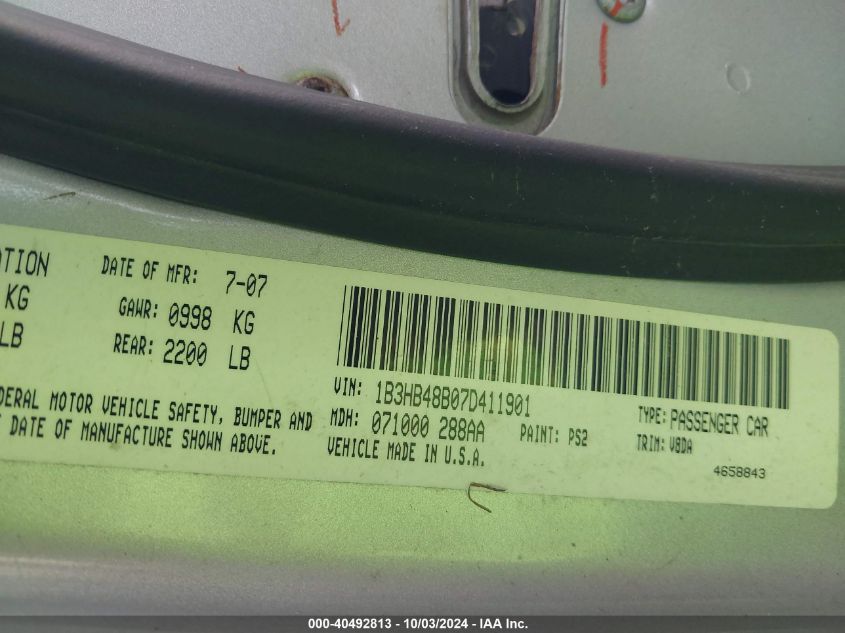 ATION DATE OF MFR: 7-07
KG GAWR: 0998 KG
LB REAR: 2200 LB
VIN: 1B3HB48B07D411901
DERAL MOTOR VEHICLE SAFETY, BUMPER AND MDH: 071000 288AA PAINT: PS2 TYPE: PASSENGER CAR
DATE OF MANUFACTURE SHOWN ABOVE. VEHICLE MADE IN U.S.A. TRIM: V8DA
4658843
000-40492813 - 10/03/2024 - IAA Inc.